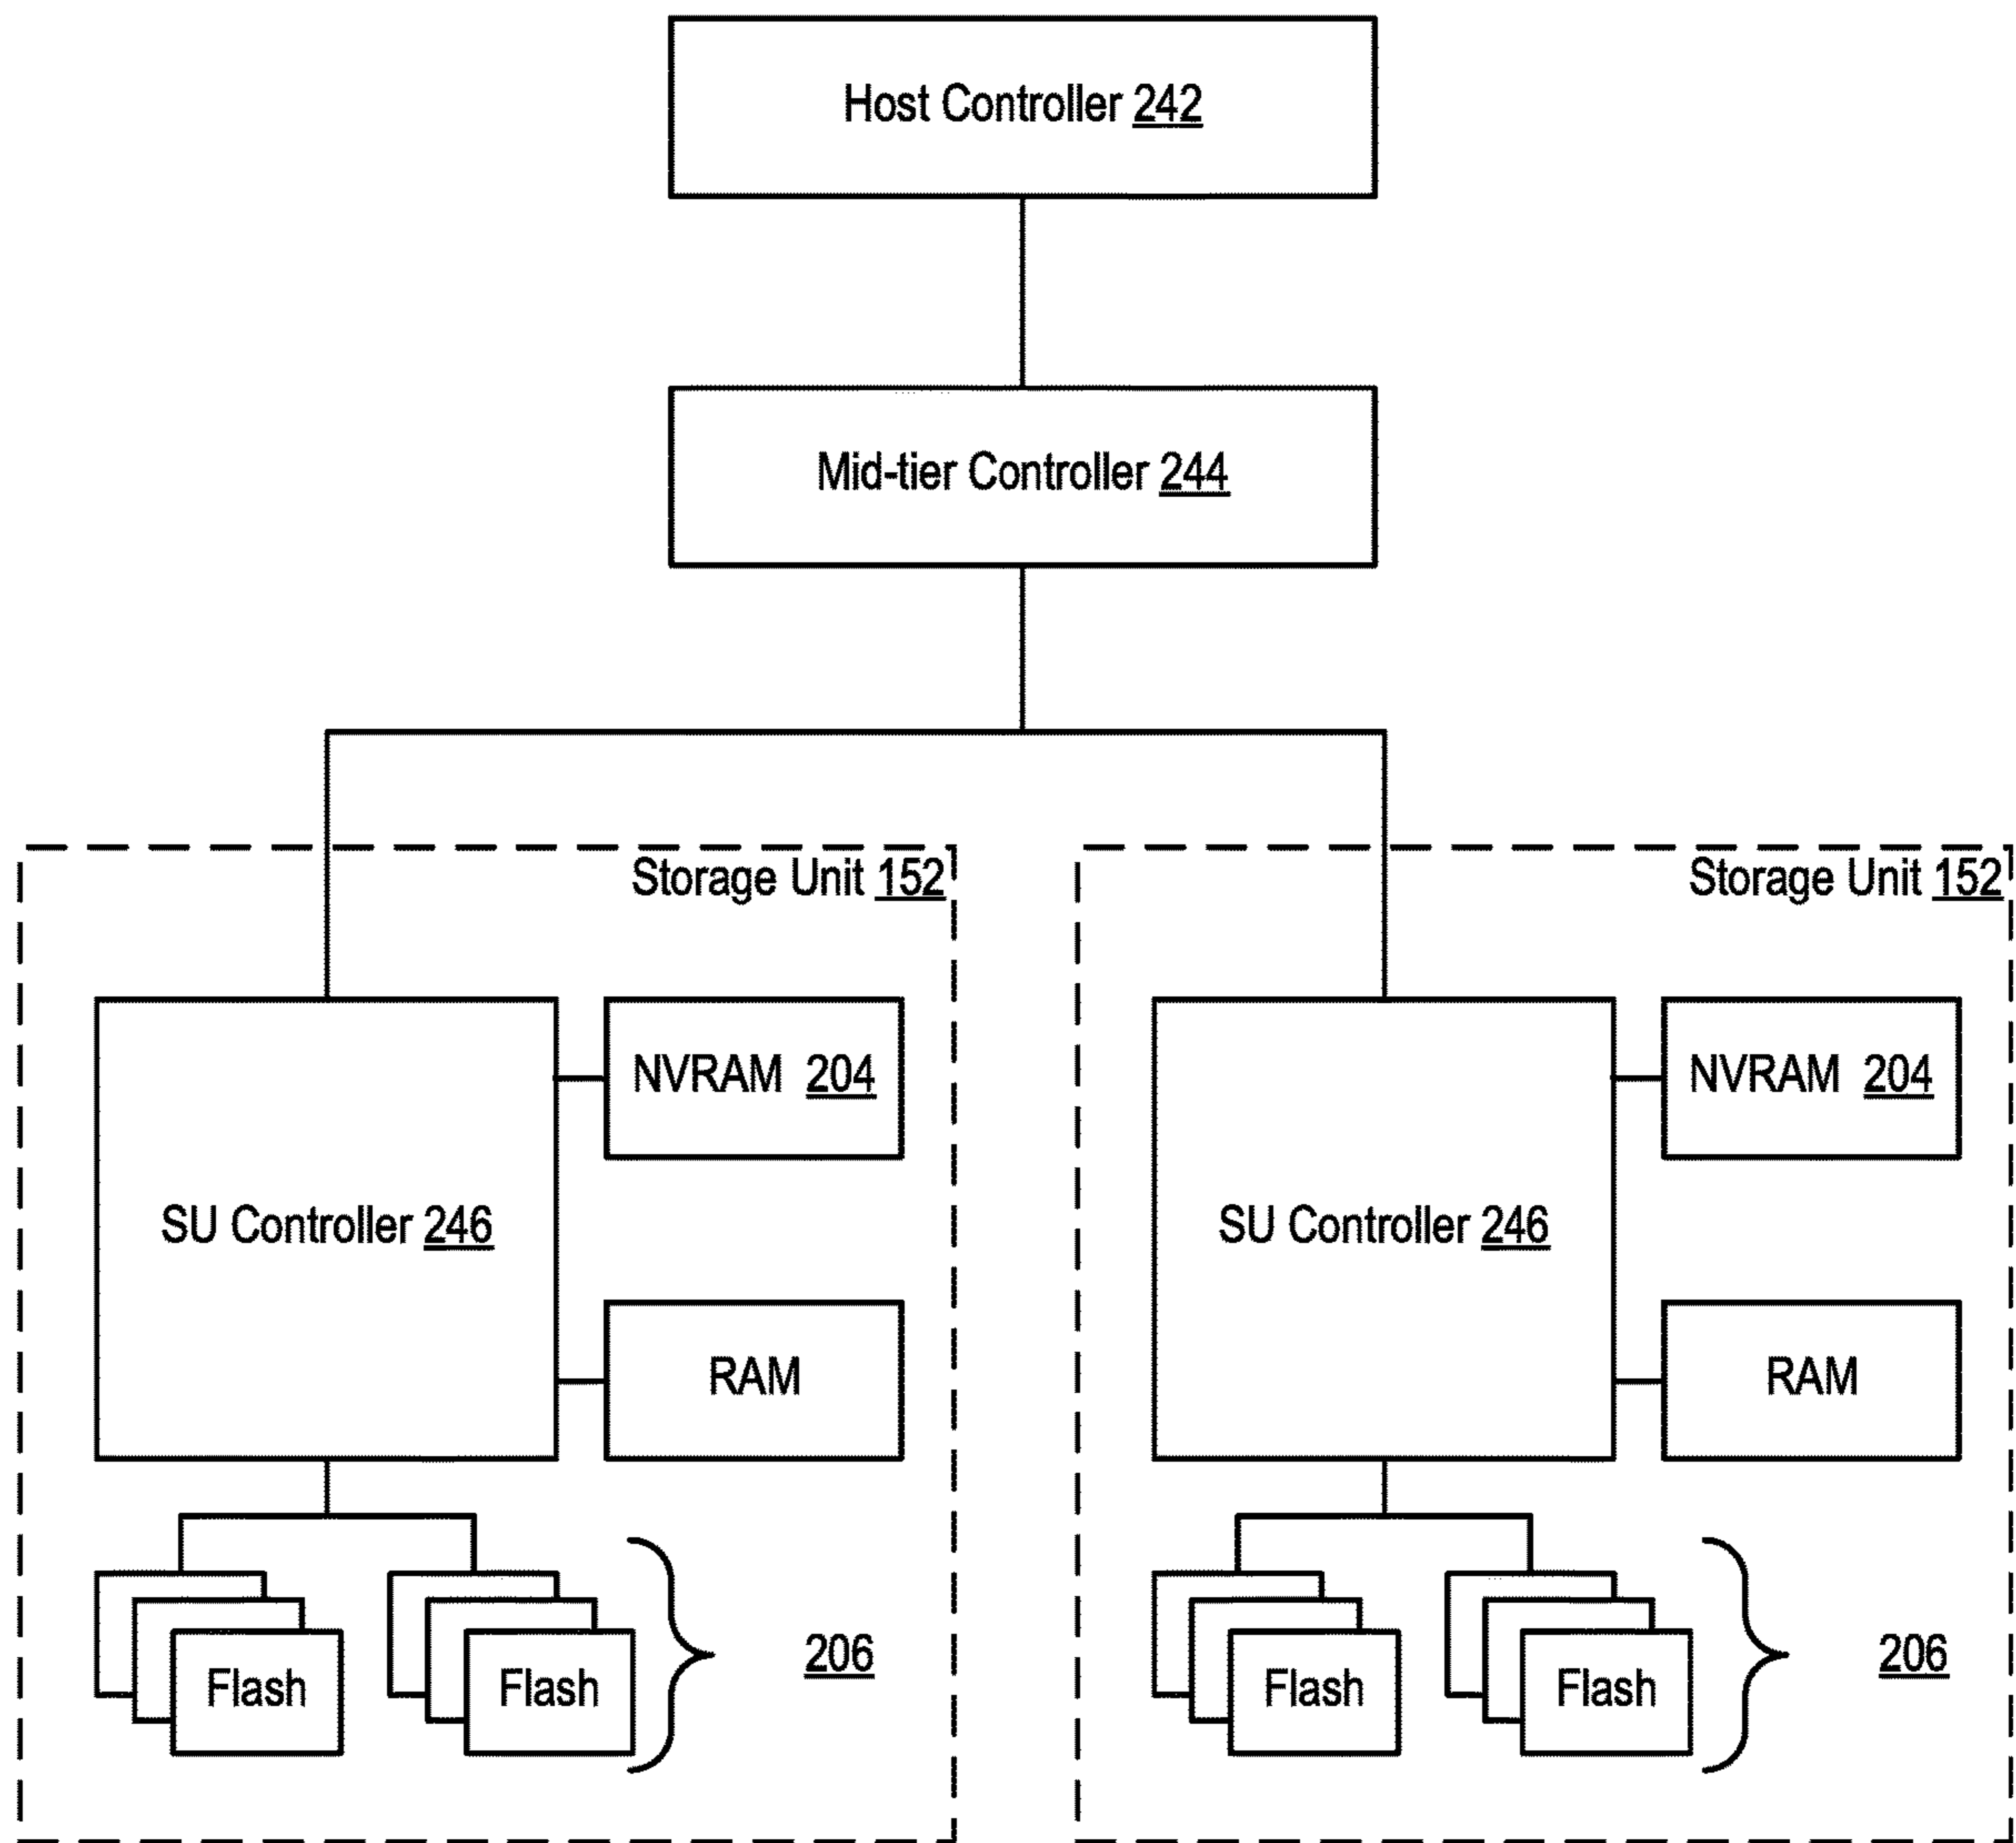 Host Controller 242
Mid-tier Controller 244
Storage Unit 152
Storage Unit 152
NVRAM 204
NVRAM 204
SU Controller 246
SU Controller 246
RAM
RAM
206
206
Flash
Flash
Flash
Flash